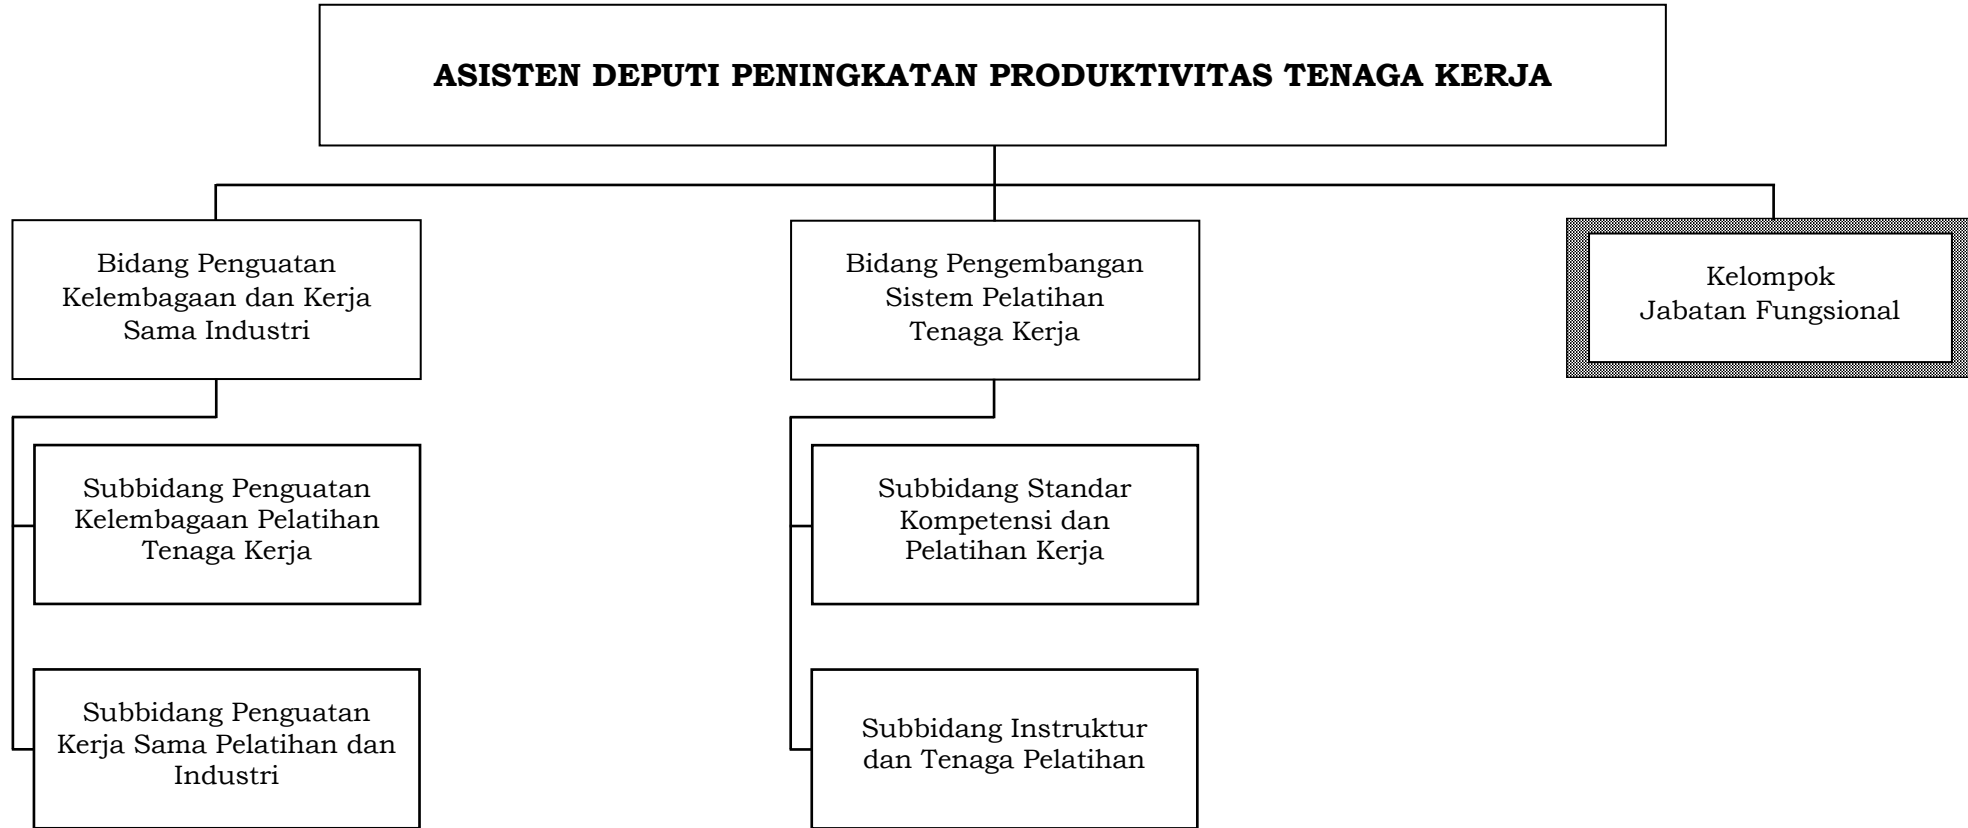 ASISTEN DEPUTI PENINGKATAN PRODUKTIVITAS TENAGA KERJA
Bidang Penguatan
Kelembagaan dan Kerja
Sama Industri
Bidang Pengembangan
Sistem Pelatihan
Tenaga Kerja
Kelompok
Jabatan Fungsional
Subbidang Penguatan
Kelembagaan Pelatihan
Tenaga Kerja
Subbidang Standar
Kompetensi dan
Pelatihan Kerja
Subbidang Penguatan
Kerja Sama Pelatihan dan
Industri
Subbidang Instruktur
dan Tenaga Pelatihan